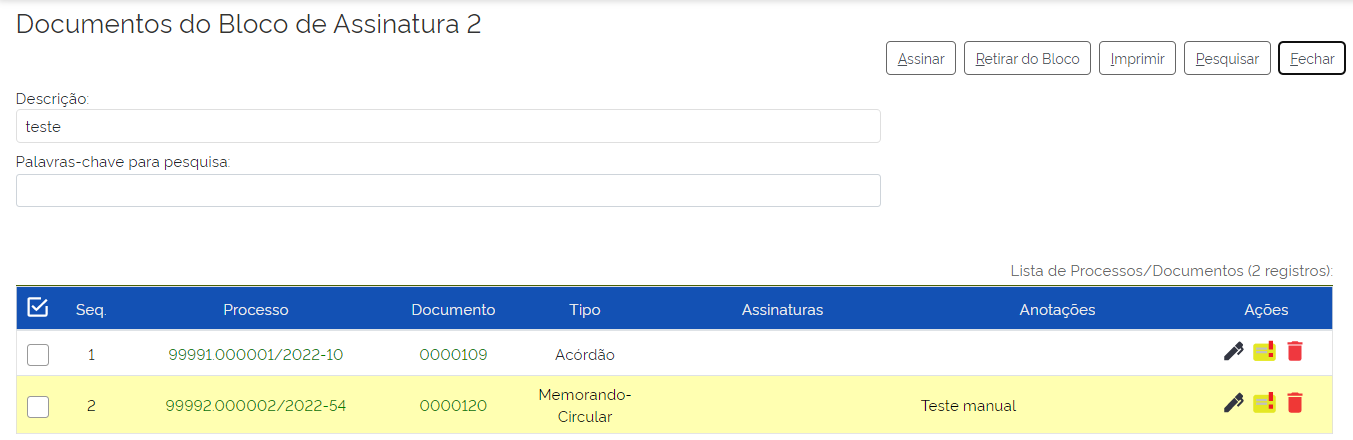 Documentos do Bloco de Assinatura 2
Assinar Retirar do Bloco Imprimir Pesquisar Fechar
Descrição:
teste
Palavras-chave para pesquisa:
Lista de Processos/Documentos (2 registros):
Seq. Processo Documento Tipo Assinaturas Anotações Ações
1 99991.000001/2022-10 0000109 Acórdão
2 99992.000002/2022-54 0000120 Memorando-
Circular Teste manual